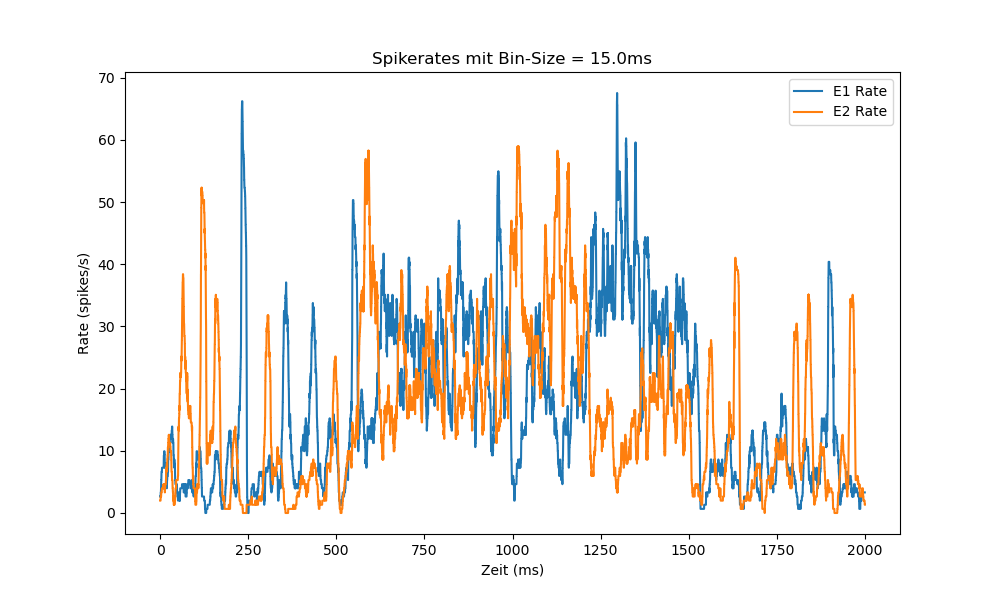 Spikerates mit Bin-Size = 15.0ms
E1 Rate
E2 Rate
70
60
50
40
30
20
10
0
Rate (spikes/s)
0 250 500 750 1000 1250 1500 1750 2000
Zeit (ms)